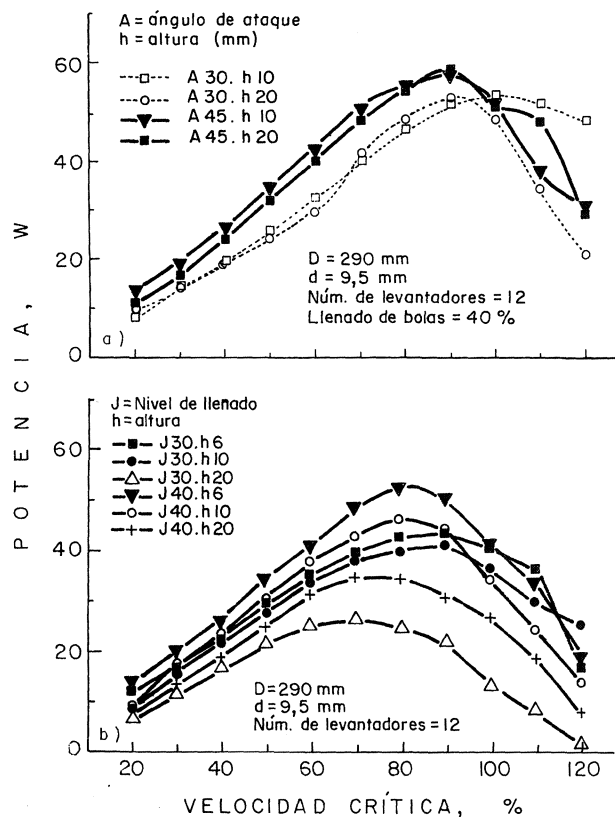 A = ángulo de ataque
h = altura (mm)
A 30. h 10
A 30. h 20
A 45. h 10
A 45. h 20
60
40
20
0
D = 290 mm
d = 9,5 mm
Núm. de levantadores = 12
Llenado de bolas = 40 %
a )
POTENCIA, W
J = Nivel de llenado
h = altura
J30.h6
J30.h10
J30.h20
J40.h6
J40.h10
J40.h20
60
40
20
0
D=290 mm
d = 9,5 mm
Núm. de levantadores =12
b )
20 40 60 80 100 120
VELOCIDAD CRÍTICA, %